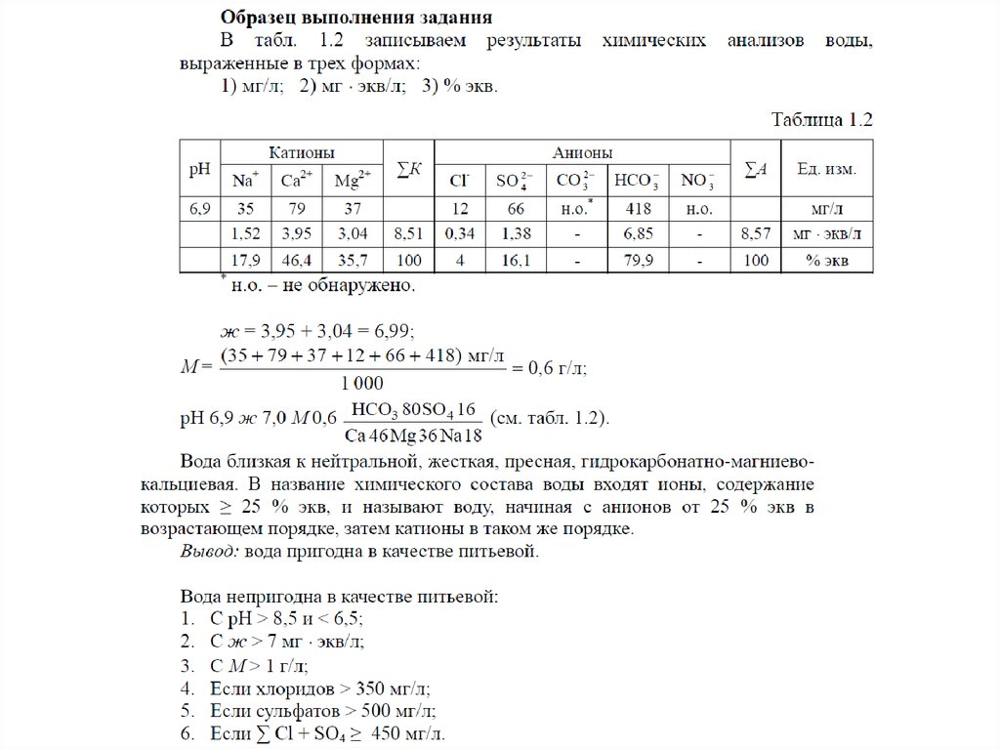 Образец выполнения задания
В табл. 1.2 записываем результаты химических анализов воды,
выраженные в трех формах:
1) мг/л; 2) мг · экв/л; 3) % экв.
Таблица 1.2
pH Катионы ∑К Анионы ∑А Ед. изм.
Na⁺ Ca²⁺ Mg²⁺ Cl⁻ SO₄²⁻ CO₃²⁻ HCO₃⁻ NO₃⁻
6,9 35 79 37 12 66 н.о.* 418 н.о. мг/л
1,52 3,95 3,04 8,51 0,34 1,38 - 6,85 - 8,57 мг · экв/л
17,9 46,4 35,7 100 4 16,1 - 79,9 - 100 % экв
* н.о. – не обнаружено.
ж = 3,95 + 3,04 = 6,99;
М = (35 + 79 + 37 + 12 + 66 + 418) мг/л / 1 000 = 0,6 г/л;
pH 6,9 ж 7,0 М 0,6 HCO₃ 80 SO₄ 16 / Ca 46 Mg 36 Na 18 (см. табл. 1.2).
Вода близкая к нейтральной, жесткая, пресная, гидрокарбонатно-магниево-
кальциевая. В название химического состава воды входят ионы, содержание
которых ≥ 25 % экв, и называют воду, начиная с анионов от 25 % экв в
возрастающем порядке, затем катионы в таком же порядке.
Вывод: вода пригодна в качестве питьевой.
Вода непригодна в качестве питьевой:
1. С pH > 8,5 и < 6,5;
2. С ж > 7 мг · экв/л;
3. С М > 1 г/л;
4. Если хлоридов > 350 мг/л;
5. Если сульфатов > 500 мг/л;
6. Если ∑ Cl + SO₄ ≥ 450 мг/л.